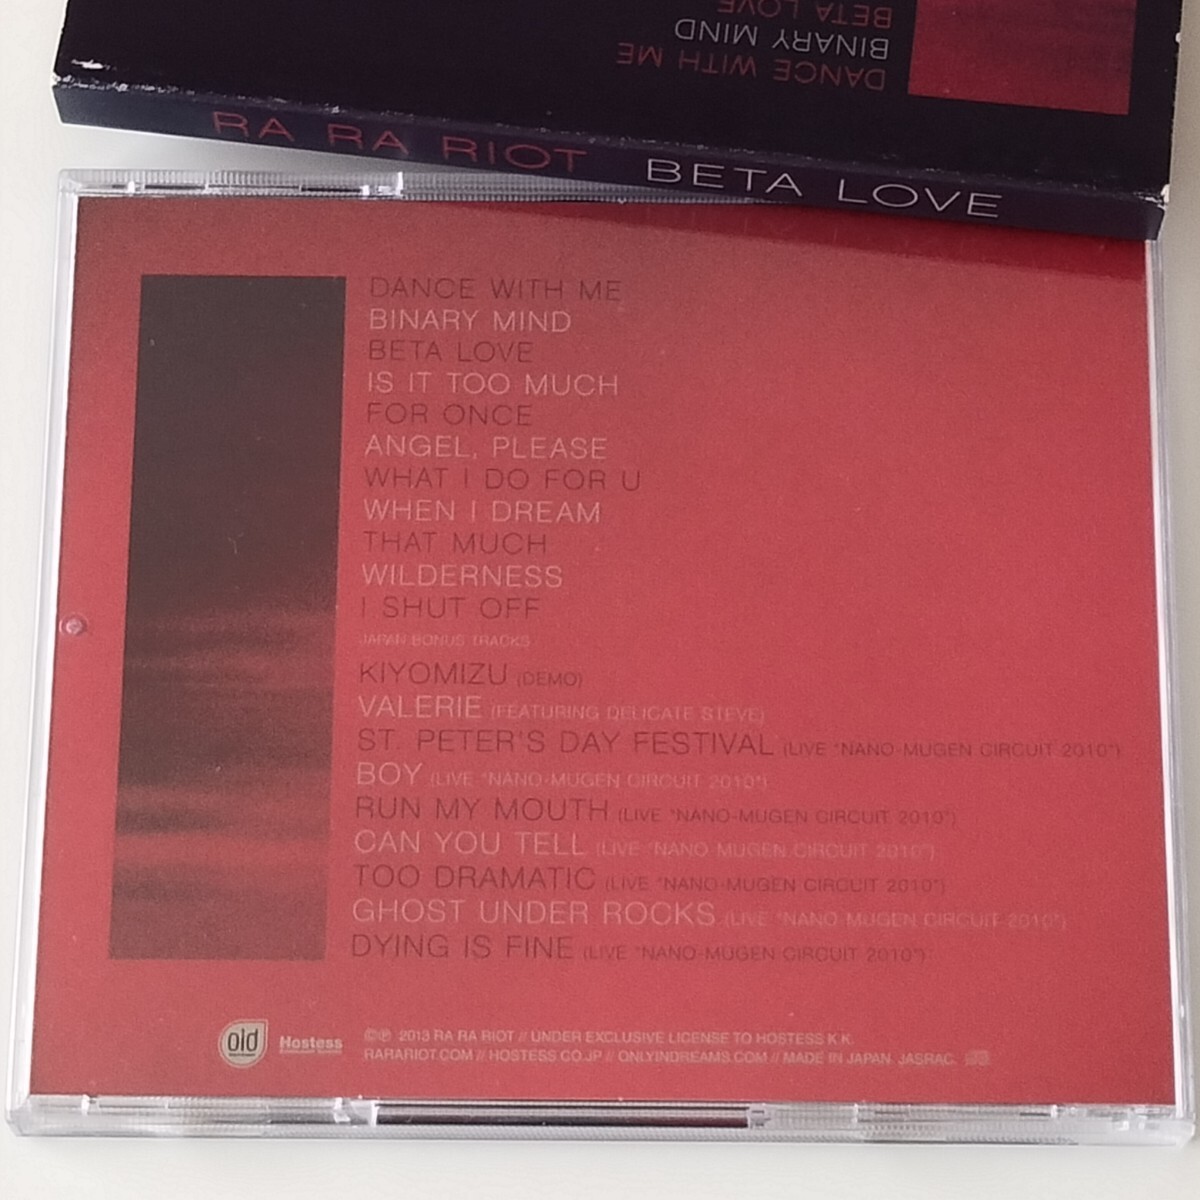 BETA LOVE
BINARY MIND
DANCE WITH ME
RA RA RIOT BETA LOVE
DANCE WITH ME
BINARY MIND
BETA LOVE
IS IT TOO MUCH
FOR ONCE
ANGEL, PLEASE
WHAT I DO FOR U
WHEN I DREAM
THAT MUCH
WILDERNESS
I SHUT OFF
JAPAN BONUS TRACKS
KIYOMIZU (DEMO)
VALERIE (FEATURING DELICATE STEVE)
ST. PETER'S DAY FESTIVAL (LIVE "NANO-MUGEN CIRCUIT 2010")
BOY (LIVE "NANO-MUGEN CIRCUIT 2010")
RUN MY MOUTH (LIVE "NANO-MUGEN CIRCUIT 2010")
CAN YOU TELL (LIVE "NANO-MUGEN CIRCUIT 2010")
TOO DRAMATIC (LIVE "NANO-MUGEN CIRCUIT 2010")
GHOST UNDER ROCKS (LIVE "NANO-MUGEN CIRCUIT 2010")
DYING IS FINE (LIVE "NANO-MUGEN CIRCUIT 2010")
oid
Hostess
©℗ 2013 RA RA RIOT // UNDER EXCLUSIVE LICENSE TO HOSTESS K.K.
RARARIOT.COM // HOSTESS.CO.JP // ONLYINDREAMS.COM // MADE IN JAPAN. JASRAC.